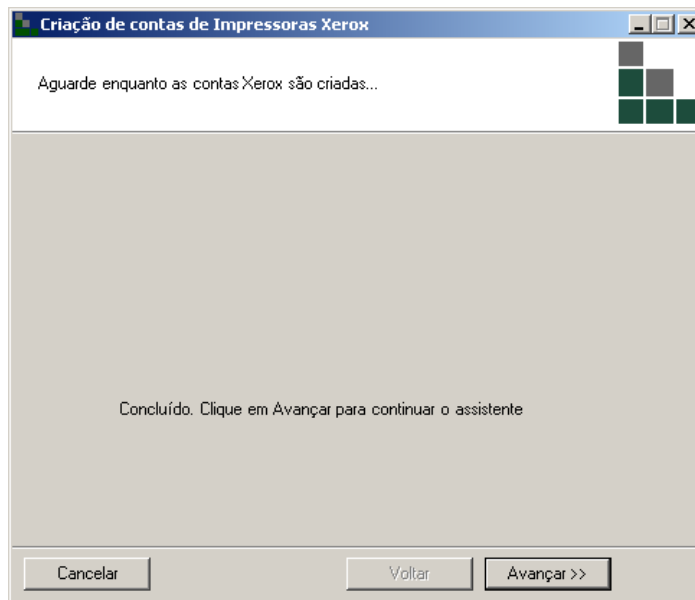 Criação de contas de Impressoras Xerox
Aguarde enquanto as contas Xerox são criadas...
Concluído. Clique em Avançar para continuar o assistente
Cancelar
Voltar
Avançar >>